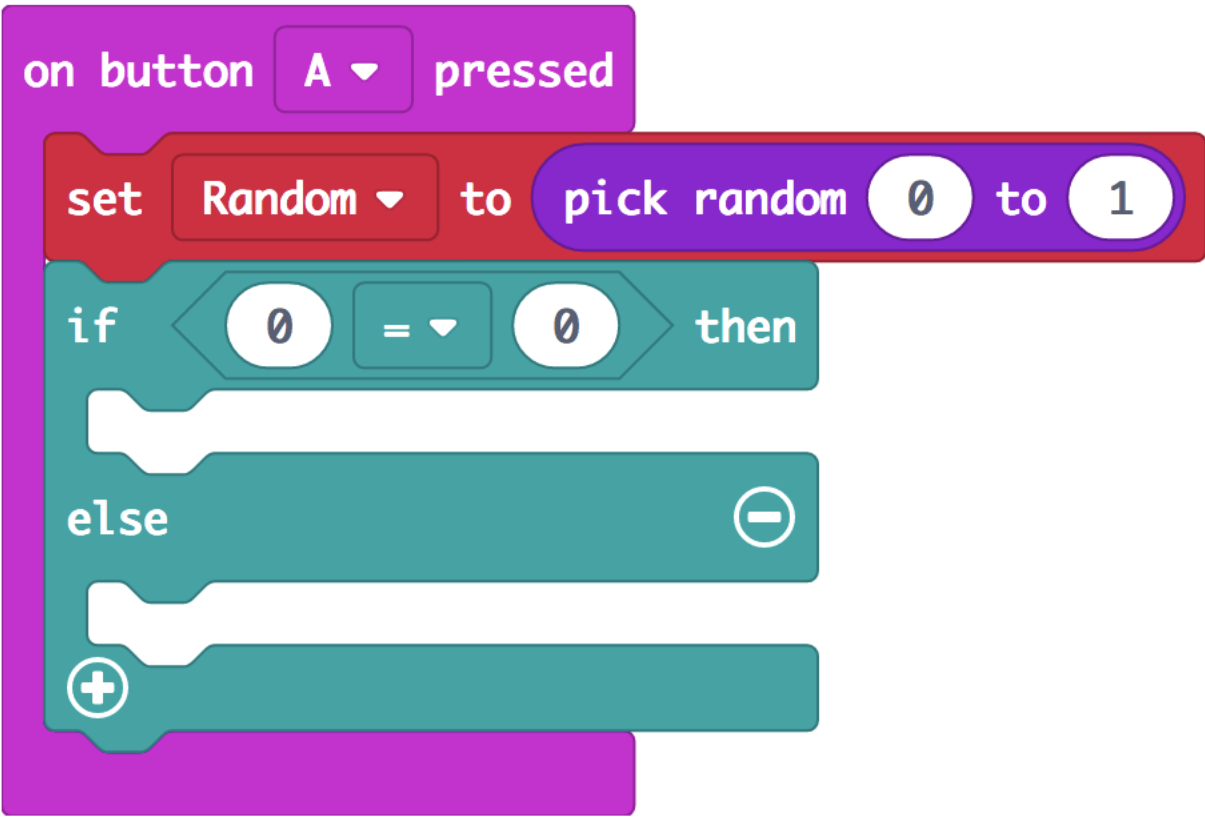 on button A pressed
set Random to pick random 0 to 1
if 0 = 0 then
else